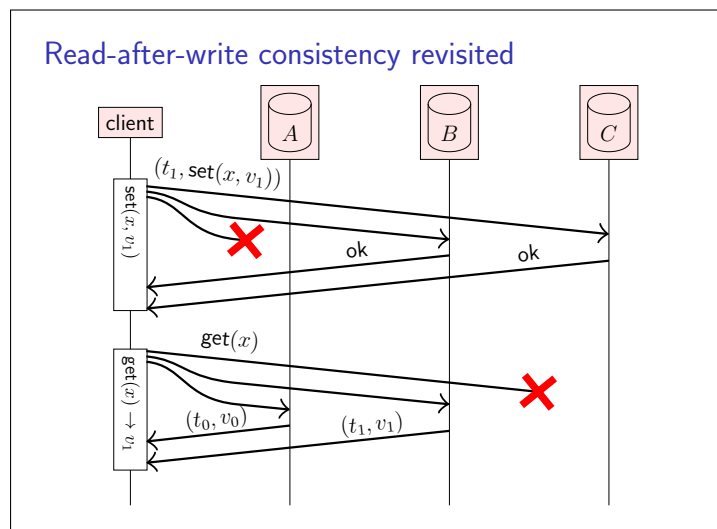 Read-after-write consistency revisited
client
A
B
C
(t₁, set(x, v₁))
set(x, v₁)
ok
ok
get(x)
get(x) → v₁
(t₀, v₀)
(t₁, v₁)